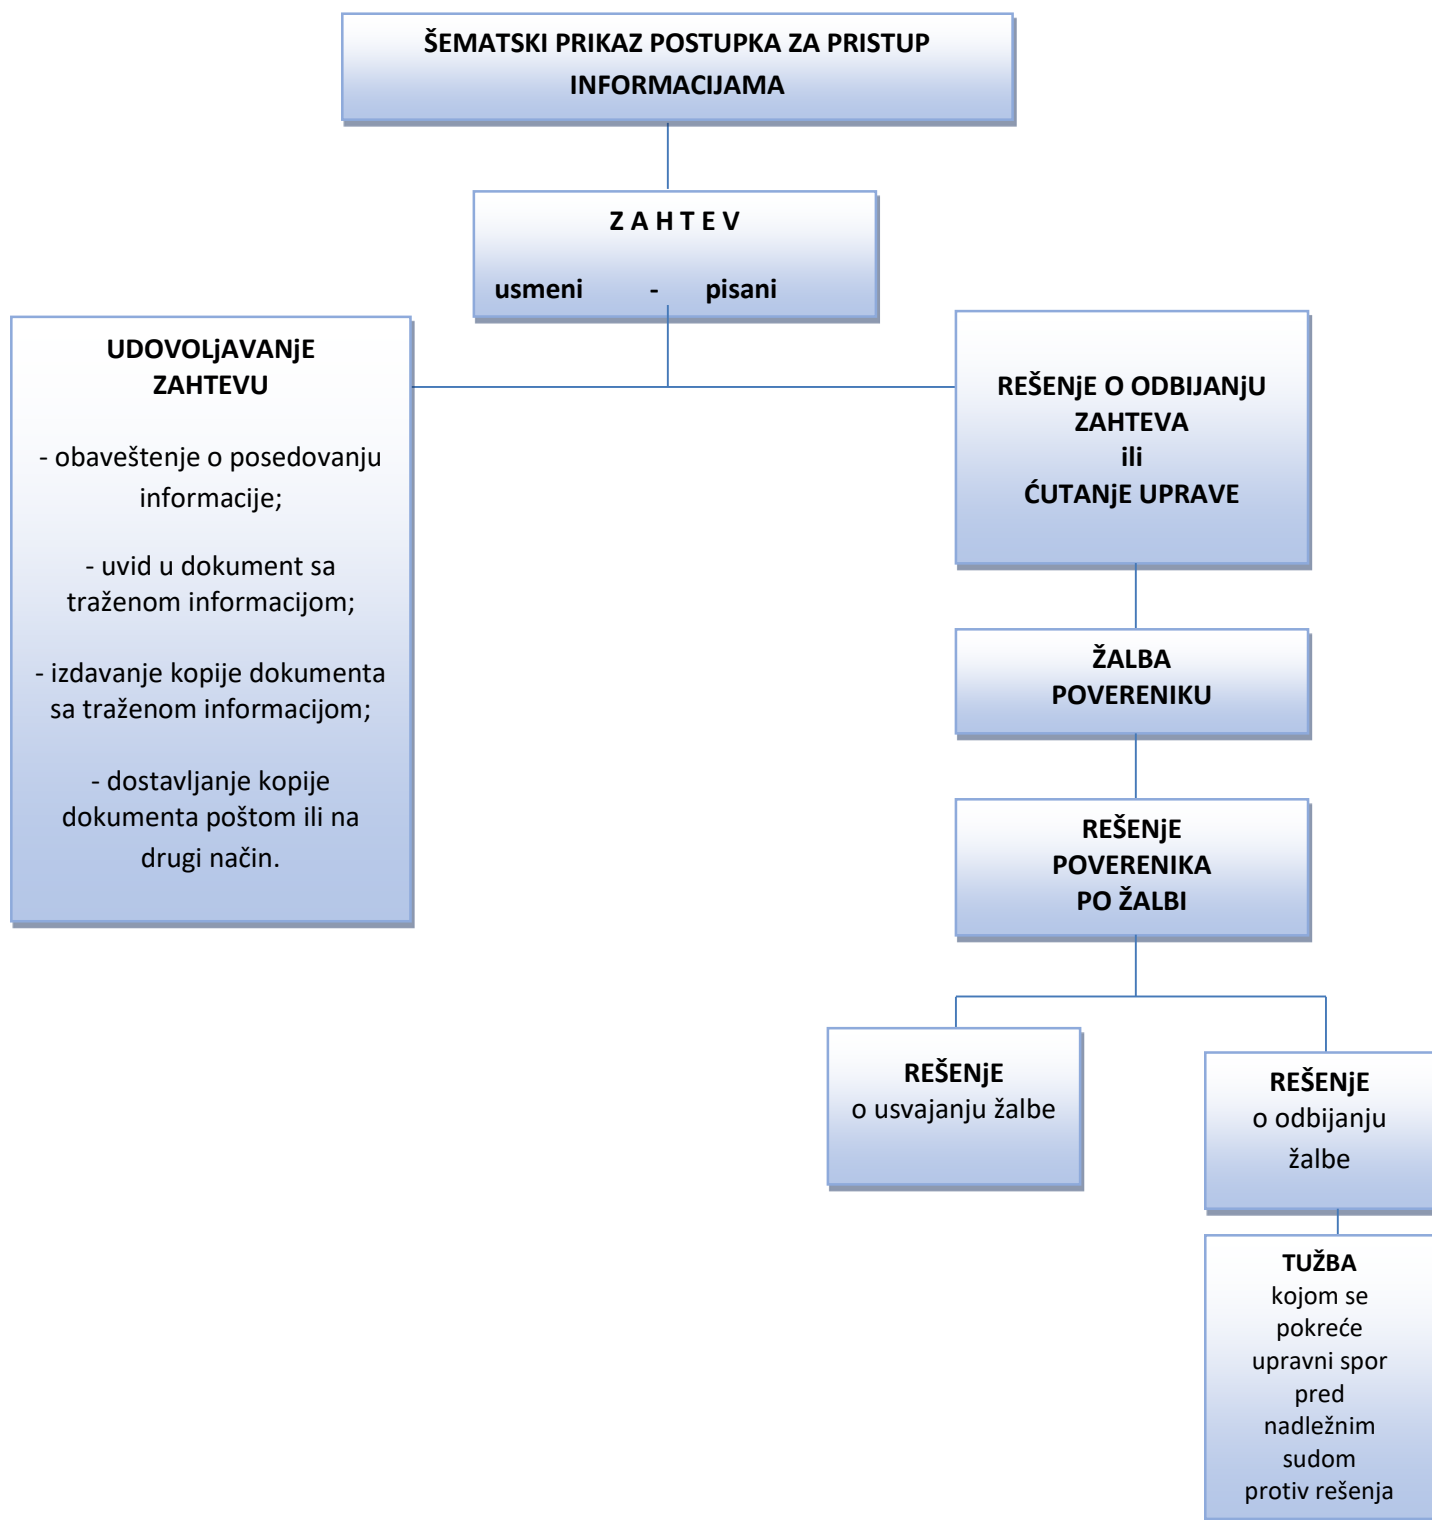 ŠEMATSKI PRIKAZ POSTUPKA ZA PRISTUP
INFORMACIJAMA
Z A H T E V
usmeni - pisani
UDOVOLjAVANjE
ZAHTEVU
- obaveštenje o posedovanju
informacije;
- uvid u dokument sa
traženom informacijom;
- izdavanje kopije dokumenta
sa traženom informacijom;
- dostavljanje kopije
dokumenta poštom ili na
drugi način.
REŠENjE O ODBIJANjU
ZAHTEVA
ili
ĆUTANjE UPRAVE
ŽALBA
POVERENIKU
REŠENjE
POVERENIKA
PO ŽALBI
REŠENjE
o usvajanju žalbe
REŠENjE
o odbijanju
žalbe
TUŽBA
kojom se
pokreće
upravni spor
pred
nadležnim
sudom
protiv rešenja